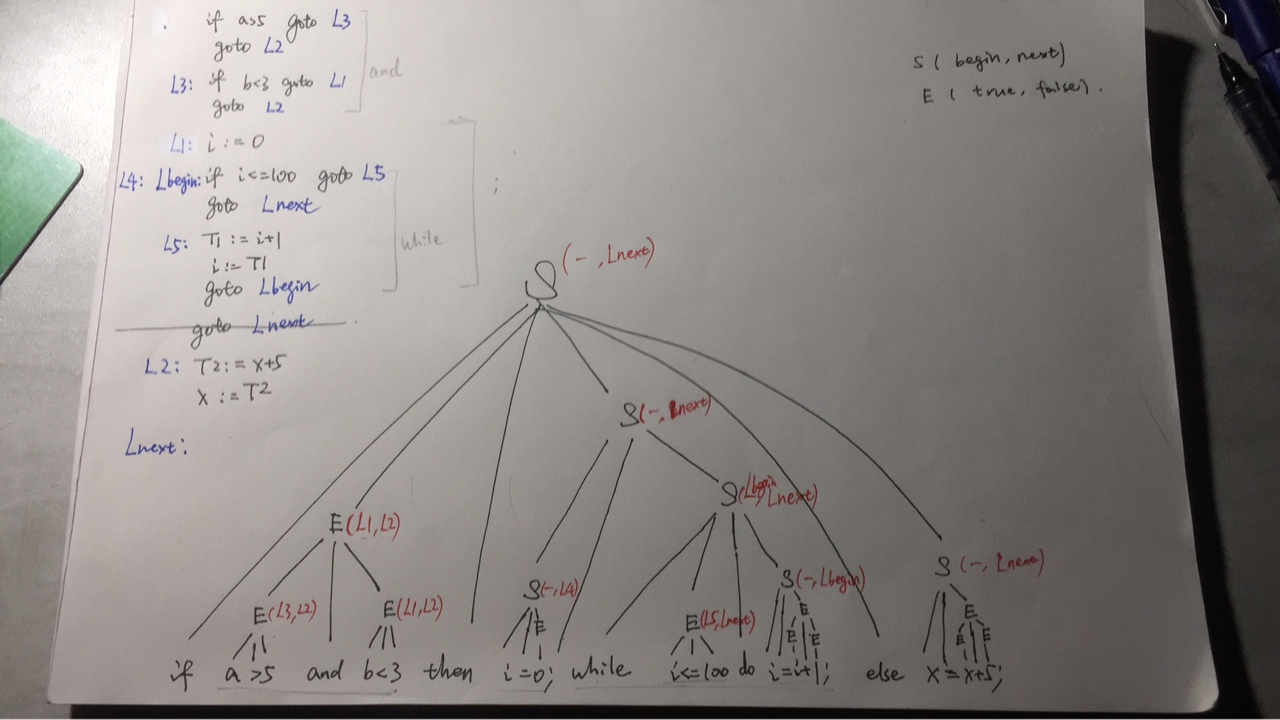 if a>5 goto L3
goto L2
L3: if b<3 goto L1
goto L2
and
L1: i := 0
L4: Lbegin: if i<=100 goto L5
goto Lnext
L5: T1 := i+1
i := T1
goto Lbegin
while
;
goto Lnext
L2: T2 := x+5
x := T2
Lnext:
S ( begin, next)
E ( true, false).
S (-, Lnext)
S (-, Lnext)
S (Lbegin, Lnext)
E (L1, L2)
S (-, Lnext)
S (-, Lbegin)
S (-, L4)
E (L3, L2)
E (L1, L2)
E (L5, Lnext)
E
E
E
E E
E E
if a>5 and b<3 then i=0; while i<=100 do i=i+1; else x=x+5;